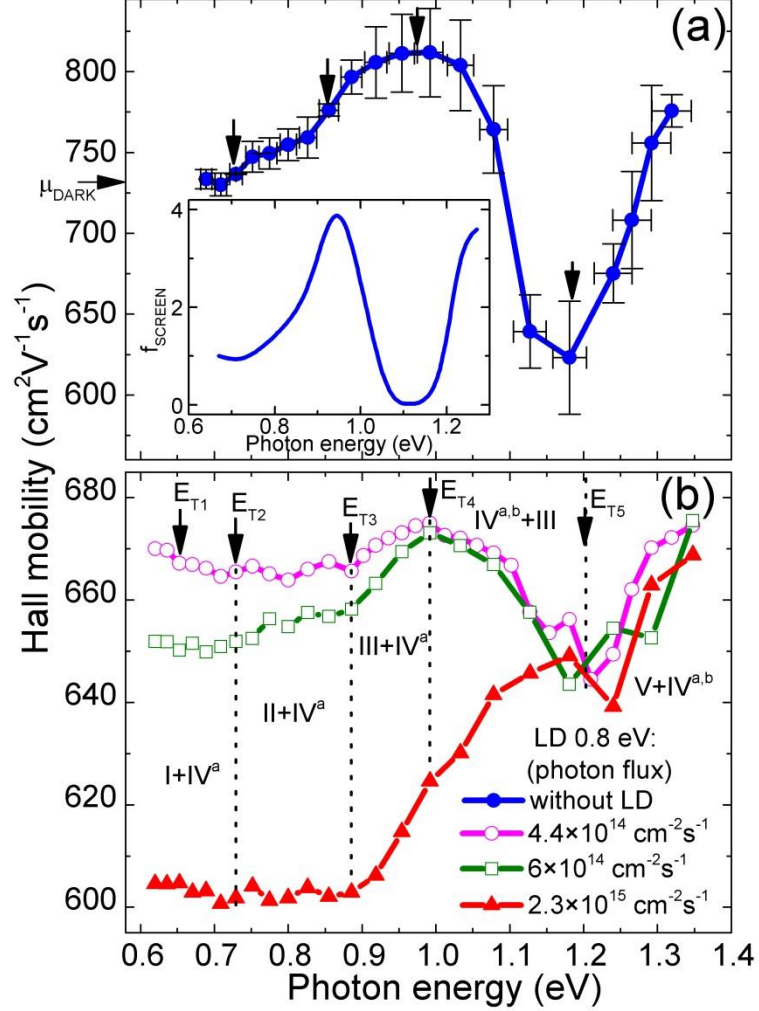 (a)
800
750
μDARK
700
650
600
4
2
0
fSCREEN
0.6 0.8 1.0 1.2
Photon energy (eV)
Hall mobility (cm²V⁻¹s⁻¹)
(b)
680
660
640
620
600
ET1 ET2 ET3 ET4 IVa,b+III ET5
III+IVa
II+IVa
I+IVa
V+IVa,b
LD 0.8 eV:
(photon flux)
without LD
4.4×10¹⁴ cm⁻²s⁻¹
6×10¹⁴ cm⁻²s⁻¹
2.3×10¹⁵ cm⁻²s⁻¹
0.6 0.7 0.8 0.9 1.0 1.1 1.2 1.3 1.4
Photon energy (eV)